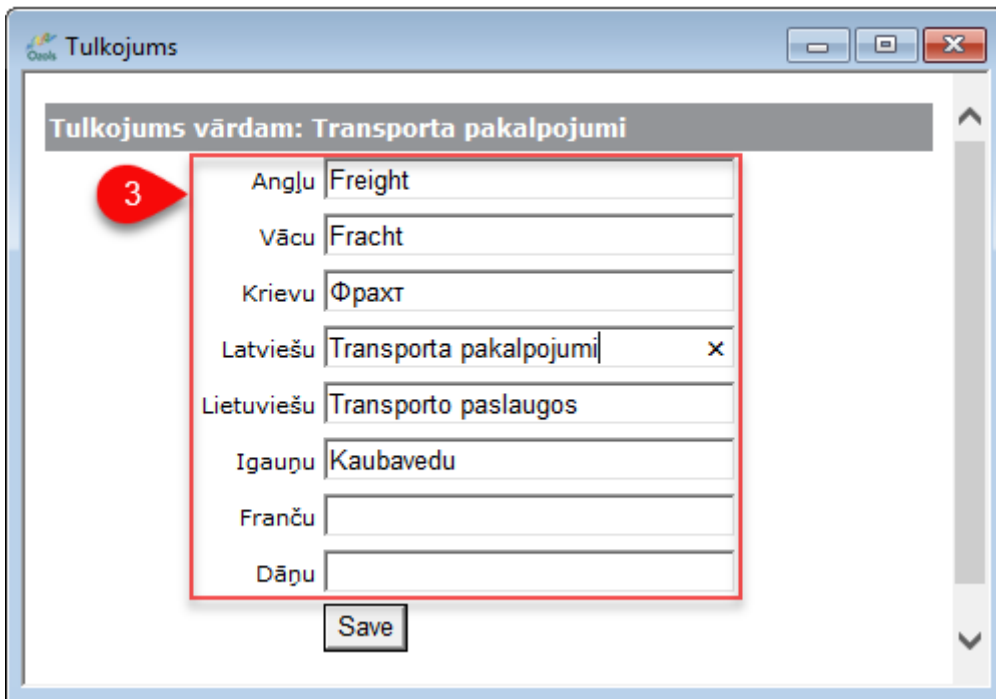 Ozols Tulkojums
Tulkojums vārdam: Transporta pakalpojumi
3
Angļu Freight
Vācu Fracht
Krievu Фрахт
Latviešu Transporta pakalpojumi ×
Lietuviešu Transporto paslaugos
Igauņu Kaubavedu
Franču
Dāņu
Save